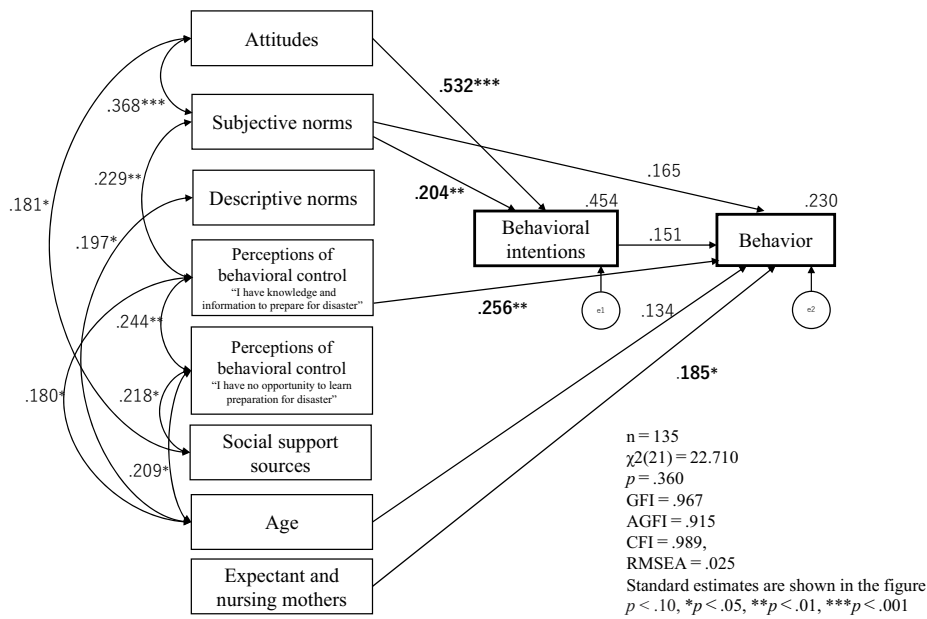 Attitudes
.532***
.368***
Subjective norms
.165
.229**
.204**
.181*
Descriptive norms
.454
.230
.197*
Behavioral
intentions
.151
Behavior
Perceptions of
behavioral control
“I have knowledge and
information to prepare for disaster”
.256**
e1
e2
.134
.244**
Perceptions of
behavioral control
“I have no opportunity to learn
preparation for disaster”
.185*
.180*
.218*
Social support
sources
.209*
Age
Expectant and
nursing mothers
n = 135
χ2(21) = 22.710
p = .360
GFI = .967
AGFI = .915
CFI = .989,
RMSEA = .025
Standard estimates are shown in the figure
p < .10, *p < .05, **p < .01, ***p < .001